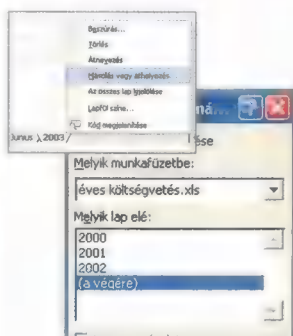 Beszúrás...
Törlés
Átnevezés
Másolás vagy áthelyezés
Az összes lap kijelölése
Lapfül színe...
Kód megjelenítése
Junius 2003
Melyik munkafüzetbe:
éves költségvetés.xls
Melyik lap elé:
2000
2001
2002
(a végére)